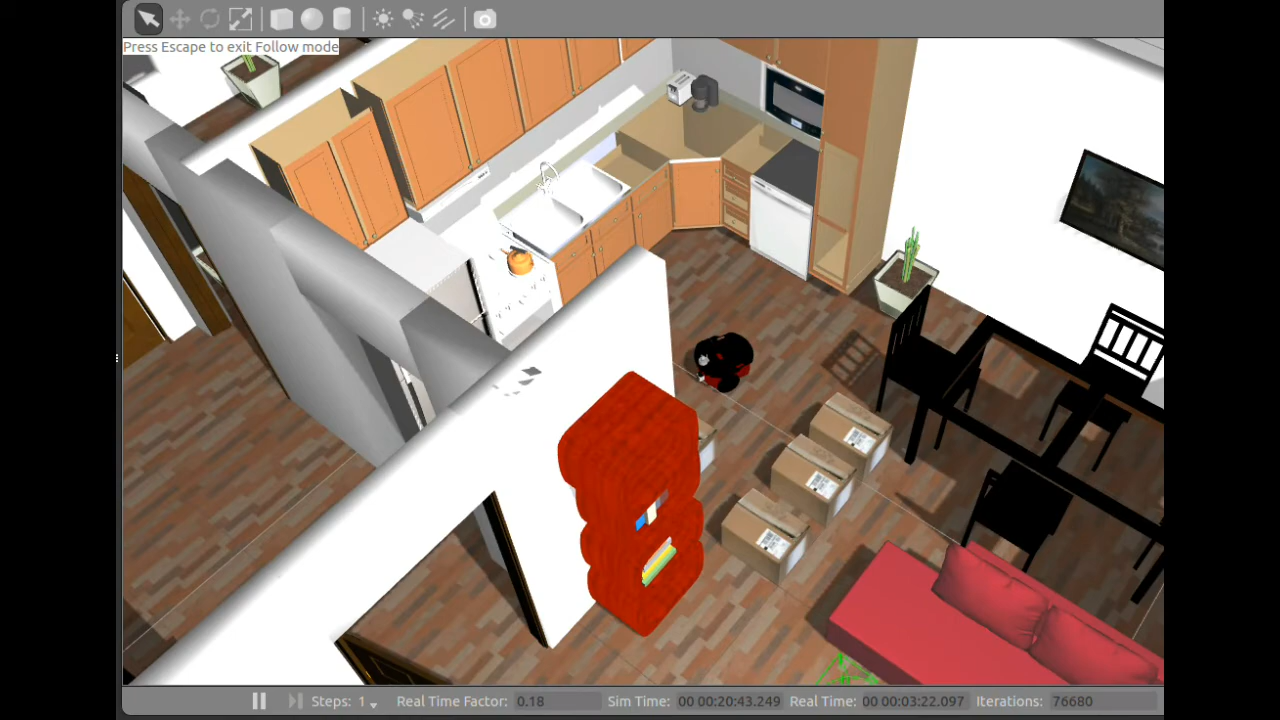 Press Escape to exit Follow mode
Steps: 1 Real Time Factor: 0.18 Sim Time: 00 00:20:43.249 Real Time: 00 00:03:22.097 Iterations: 76680